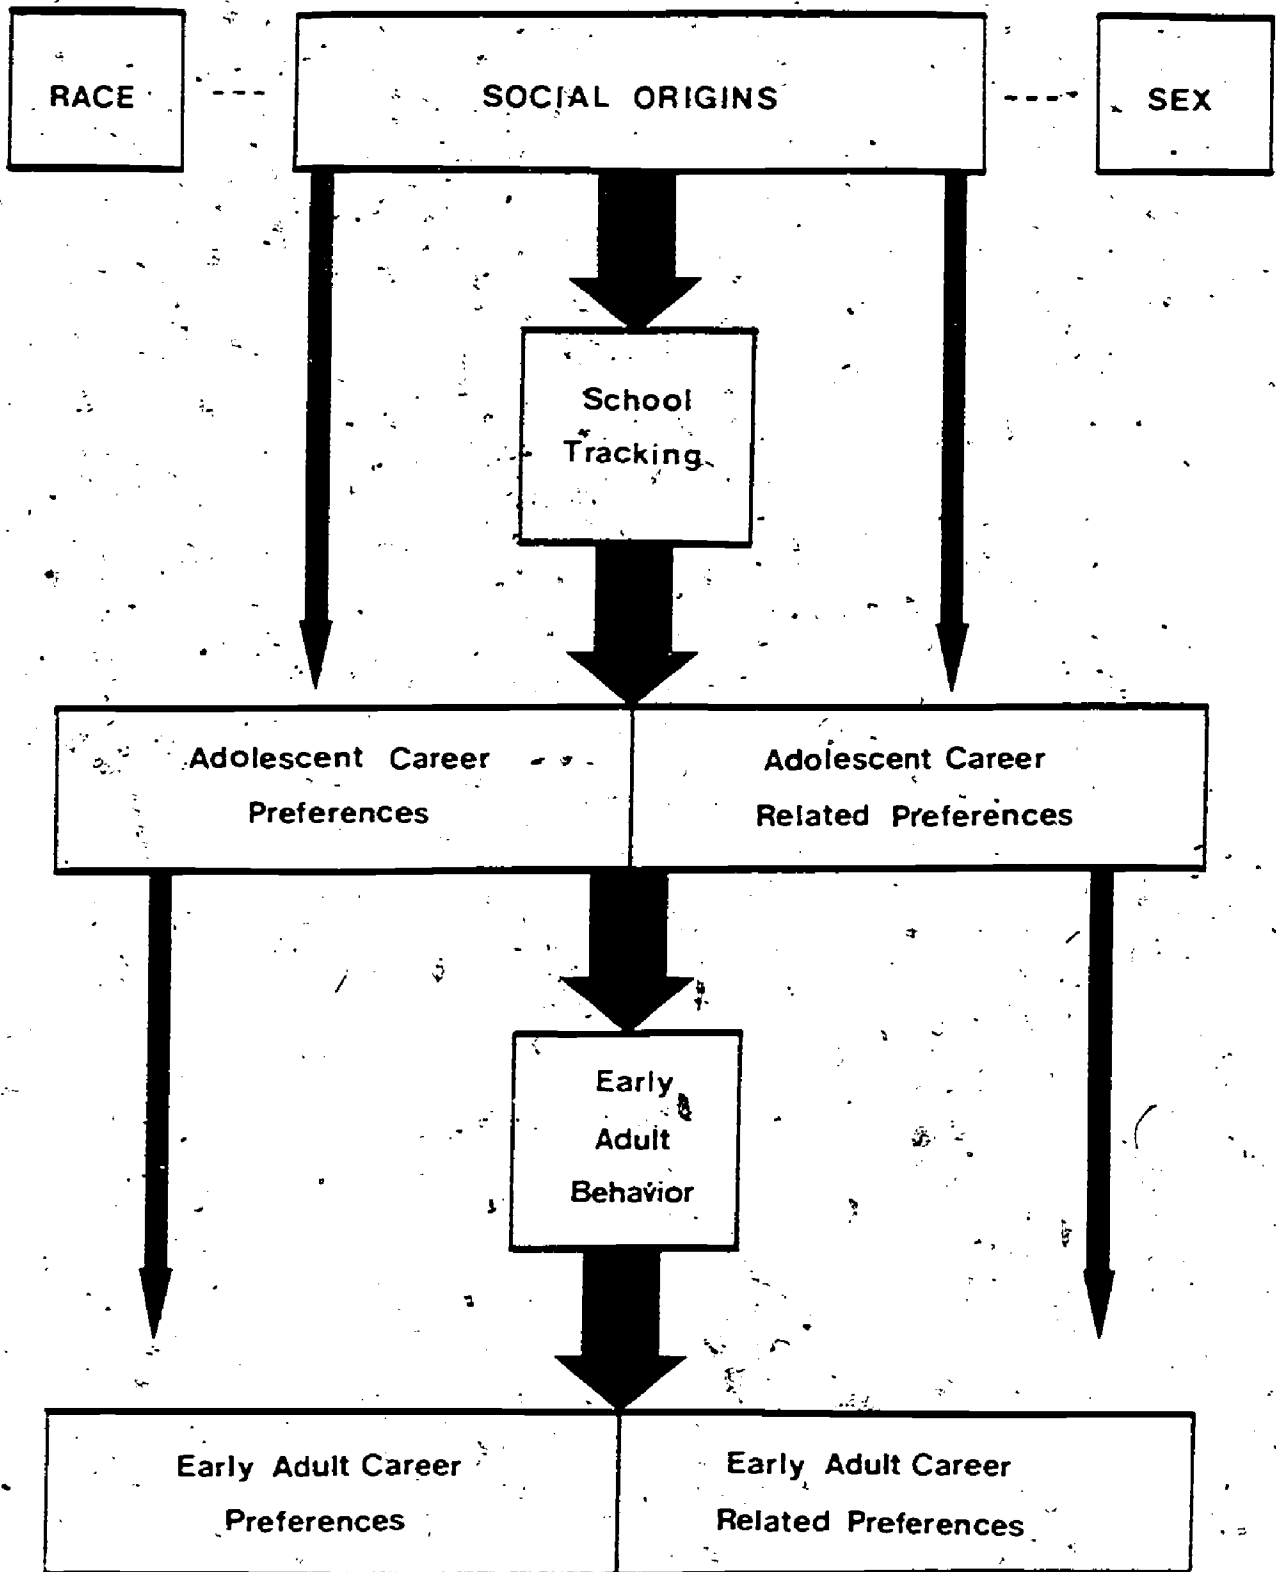 RACE
SOCIAL ORIGINS
SEX
School
Tracking
Adolescent Career
Preferences
Adolescent Career
Related Preferences
Early
Adult
Behavior
Early Adult Career
Preferences
Early Adult Career
Related Preferences